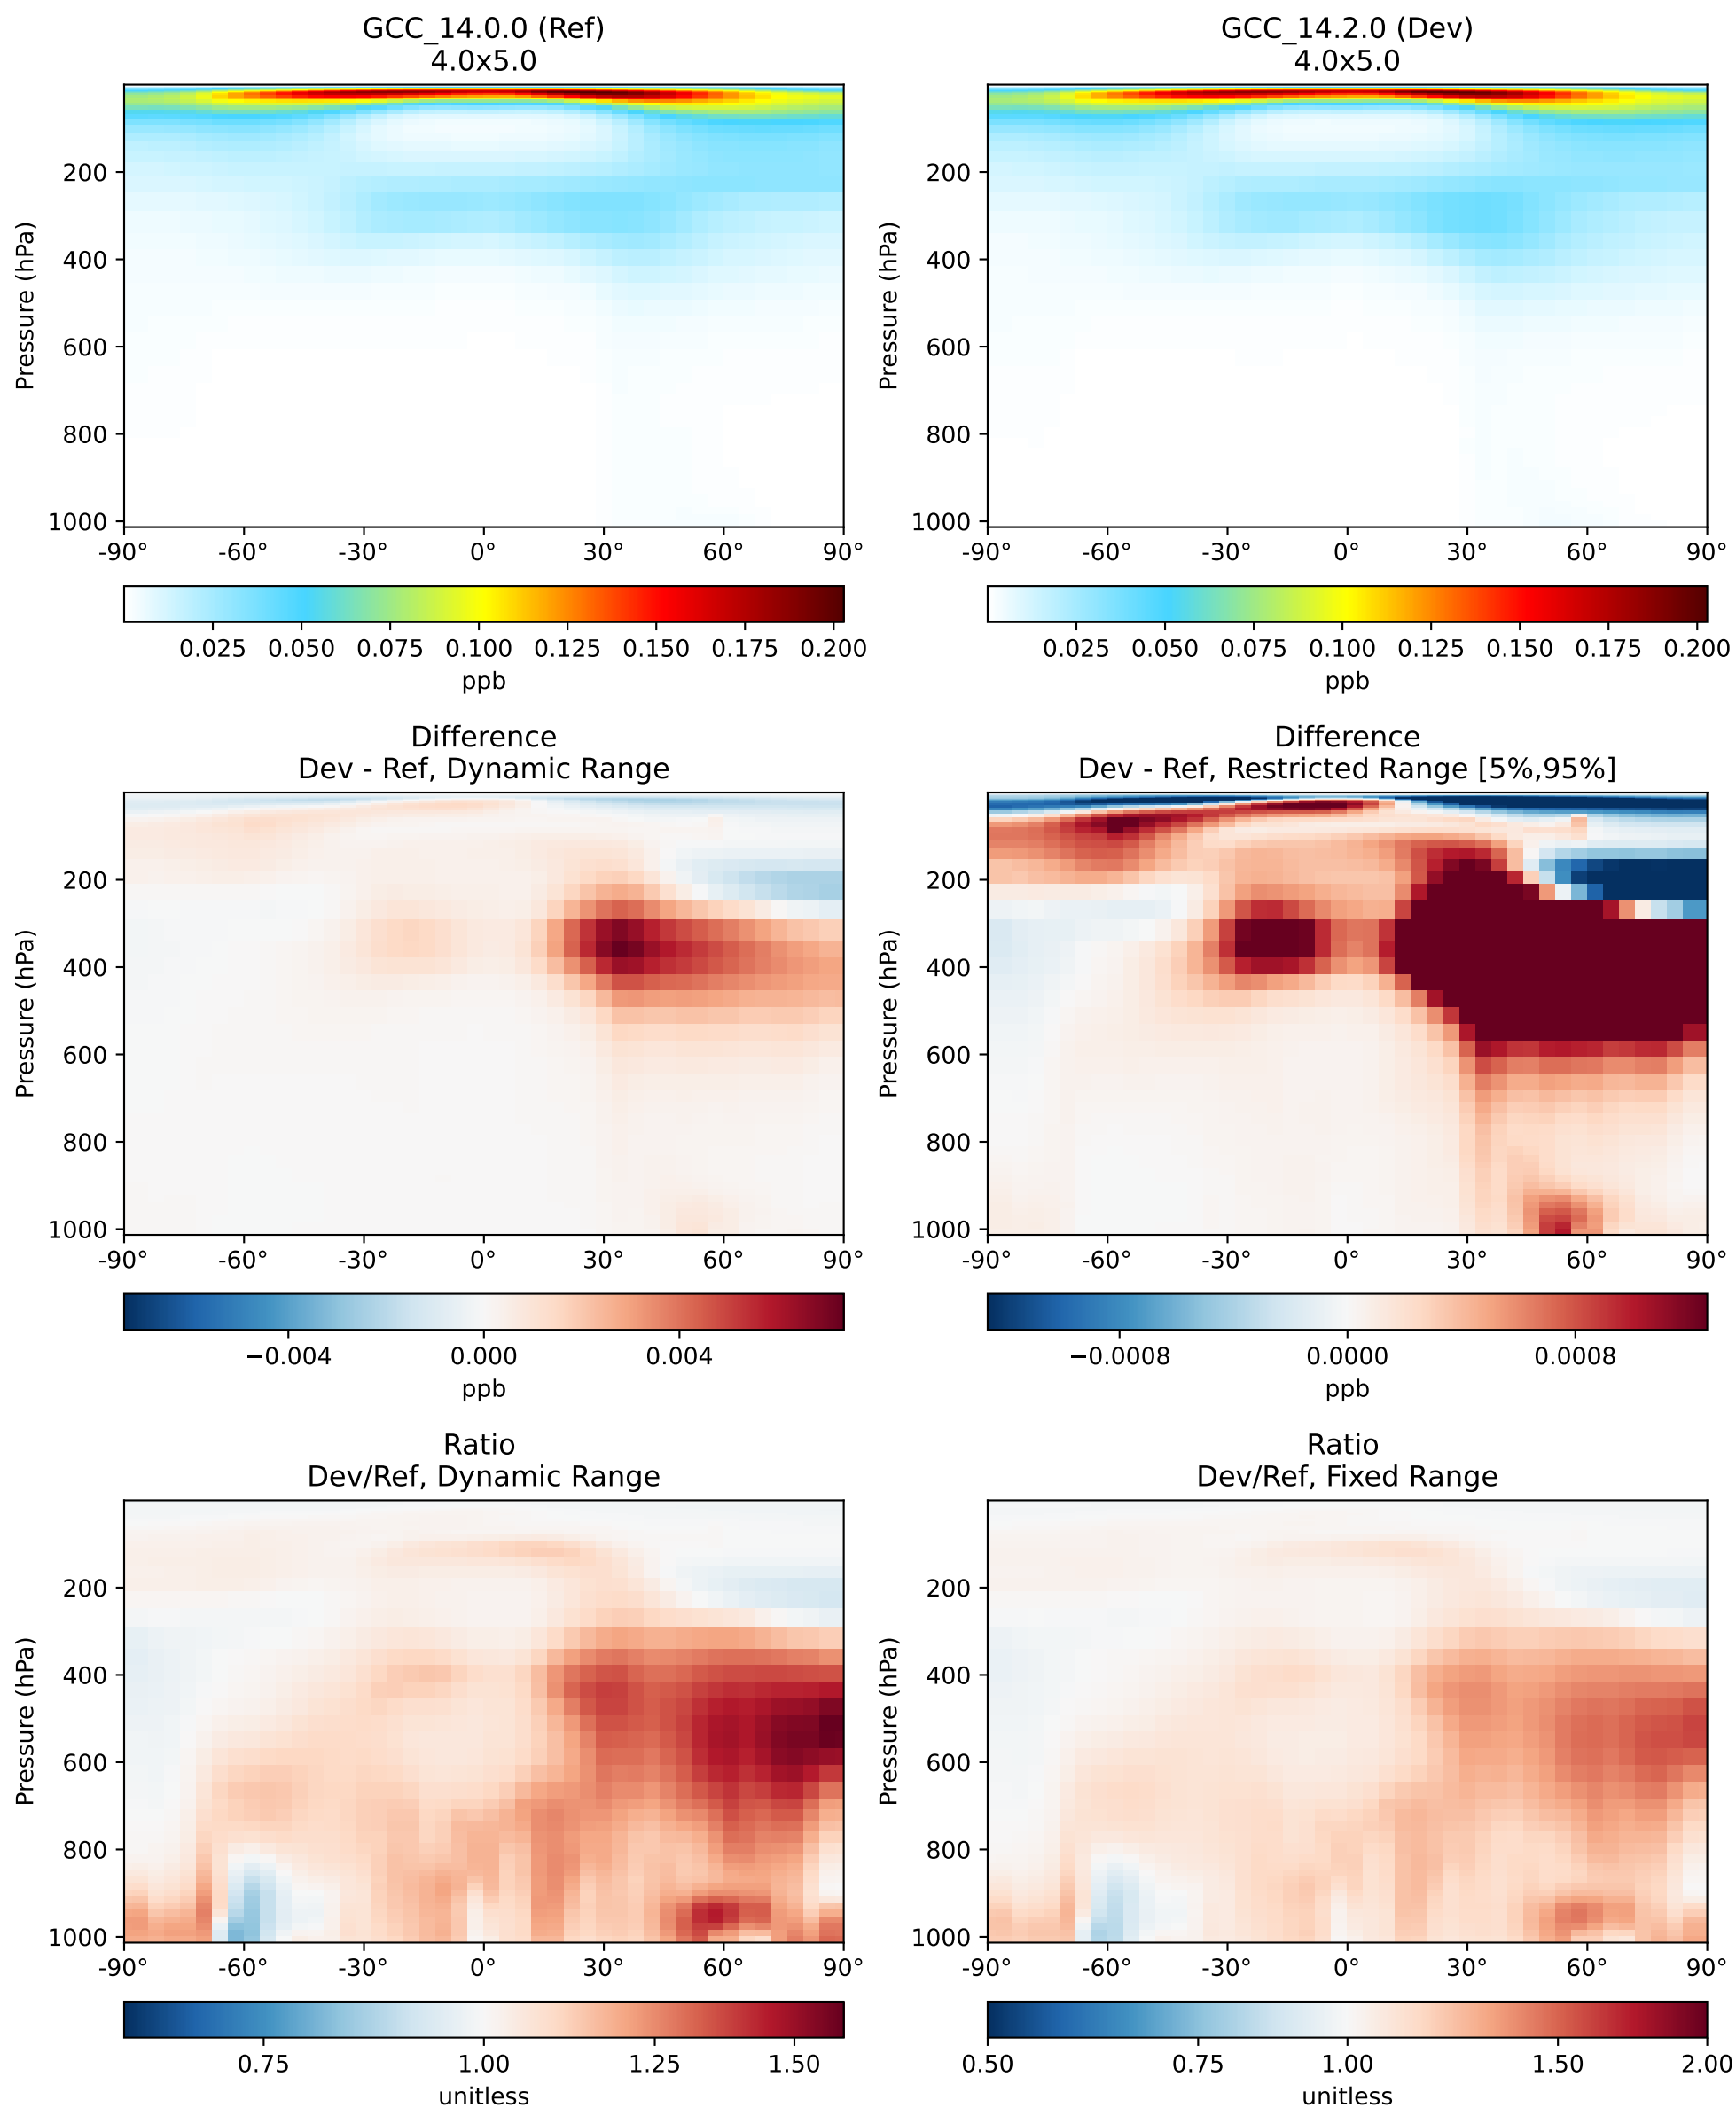 GCC_14.0.0 (Ref)
4.0x5.0
GCC_14.2.0 (Dev)
4.0x5.0
Pressure (hPa)
200
400
600
800
1000
-90° -60° -30° 0° 30° 60° 90°
0.025 0.050 0.075 0.100 0.125 0.150 0.175 0.200
ppb
Pressure (hPa)
200
400
600
800
1000
-90° -60° -30° 0° 30° 60° 90°
0.025 0.050 0.075 0.100 0.125 0.150 0.175 0.200
ppb
Difference
Dev - Ref, Dynamic Range
Pressure (hPa)
200
400
600
800
1000
-90° -60° -30° 0° 30° 60° 90°
−0.004 0.000 0.004
ppb
Difference
Dev - Ref, Restricted Range [5%,95%]
Pressure (hPa)
200
400
600
800
1000
-90° -60° -30° 0° 30° 60° 90°
−0.0008 0.0000 0.0008
ppb
Ratio
Dev/Ref, Dynamic Range
Pressure (hPa)
200
400
600
800
1000
-90° -60° -30° 0° 30° 60° 90°
0.75 1.00 1.25 1.50
unitless
Ratio
Dev/Ref, Fixed Range
Pressure (hPa)
200
400
600
800
1000
-90° -60° -30° 0° 30° 60° 90°
0.50 0.75 1.00 1.50 2.00
unitless